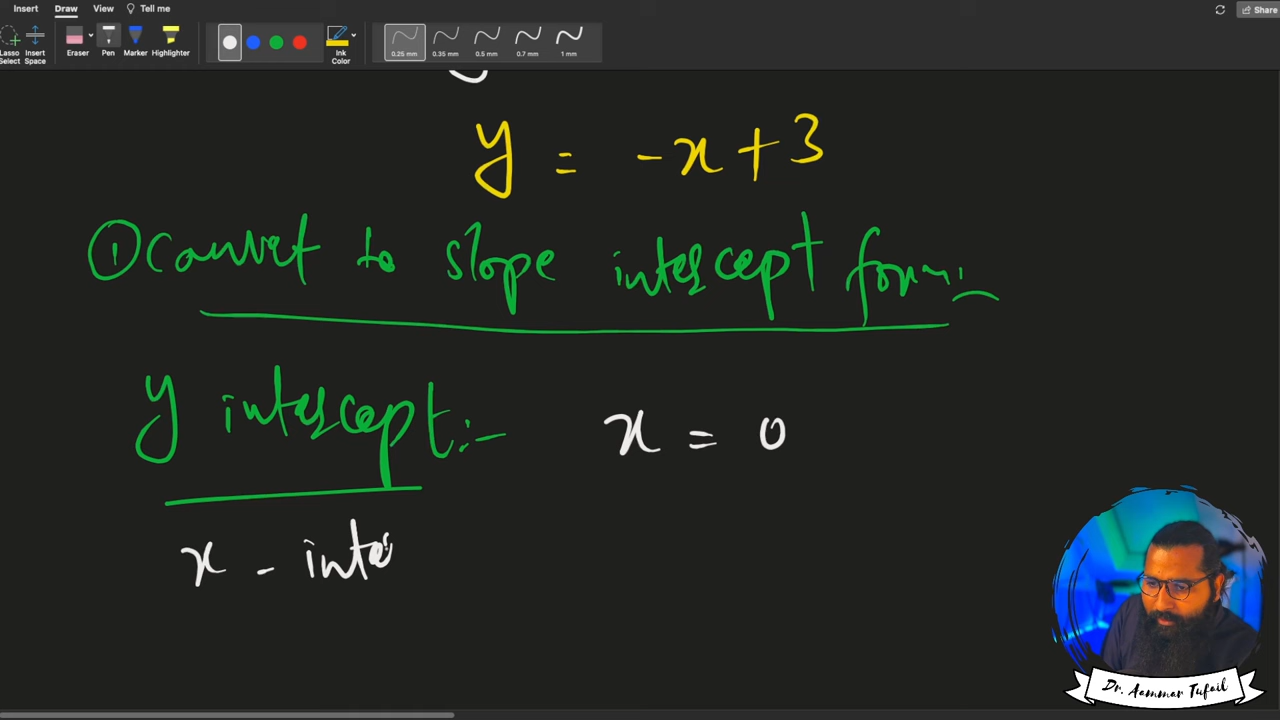 Insert Draw View Tell me Share
Lasso Select Insert Space Eraser Pen Marker Highlighter Ink Color 0.25 mm 0.35 mm 0.5 mm 0.7 mm 1 mm
y = -x + 3
① Convert to slope intercept form:-
y intercept:- x = 0
x - inte
Dr. Aammar Tufail